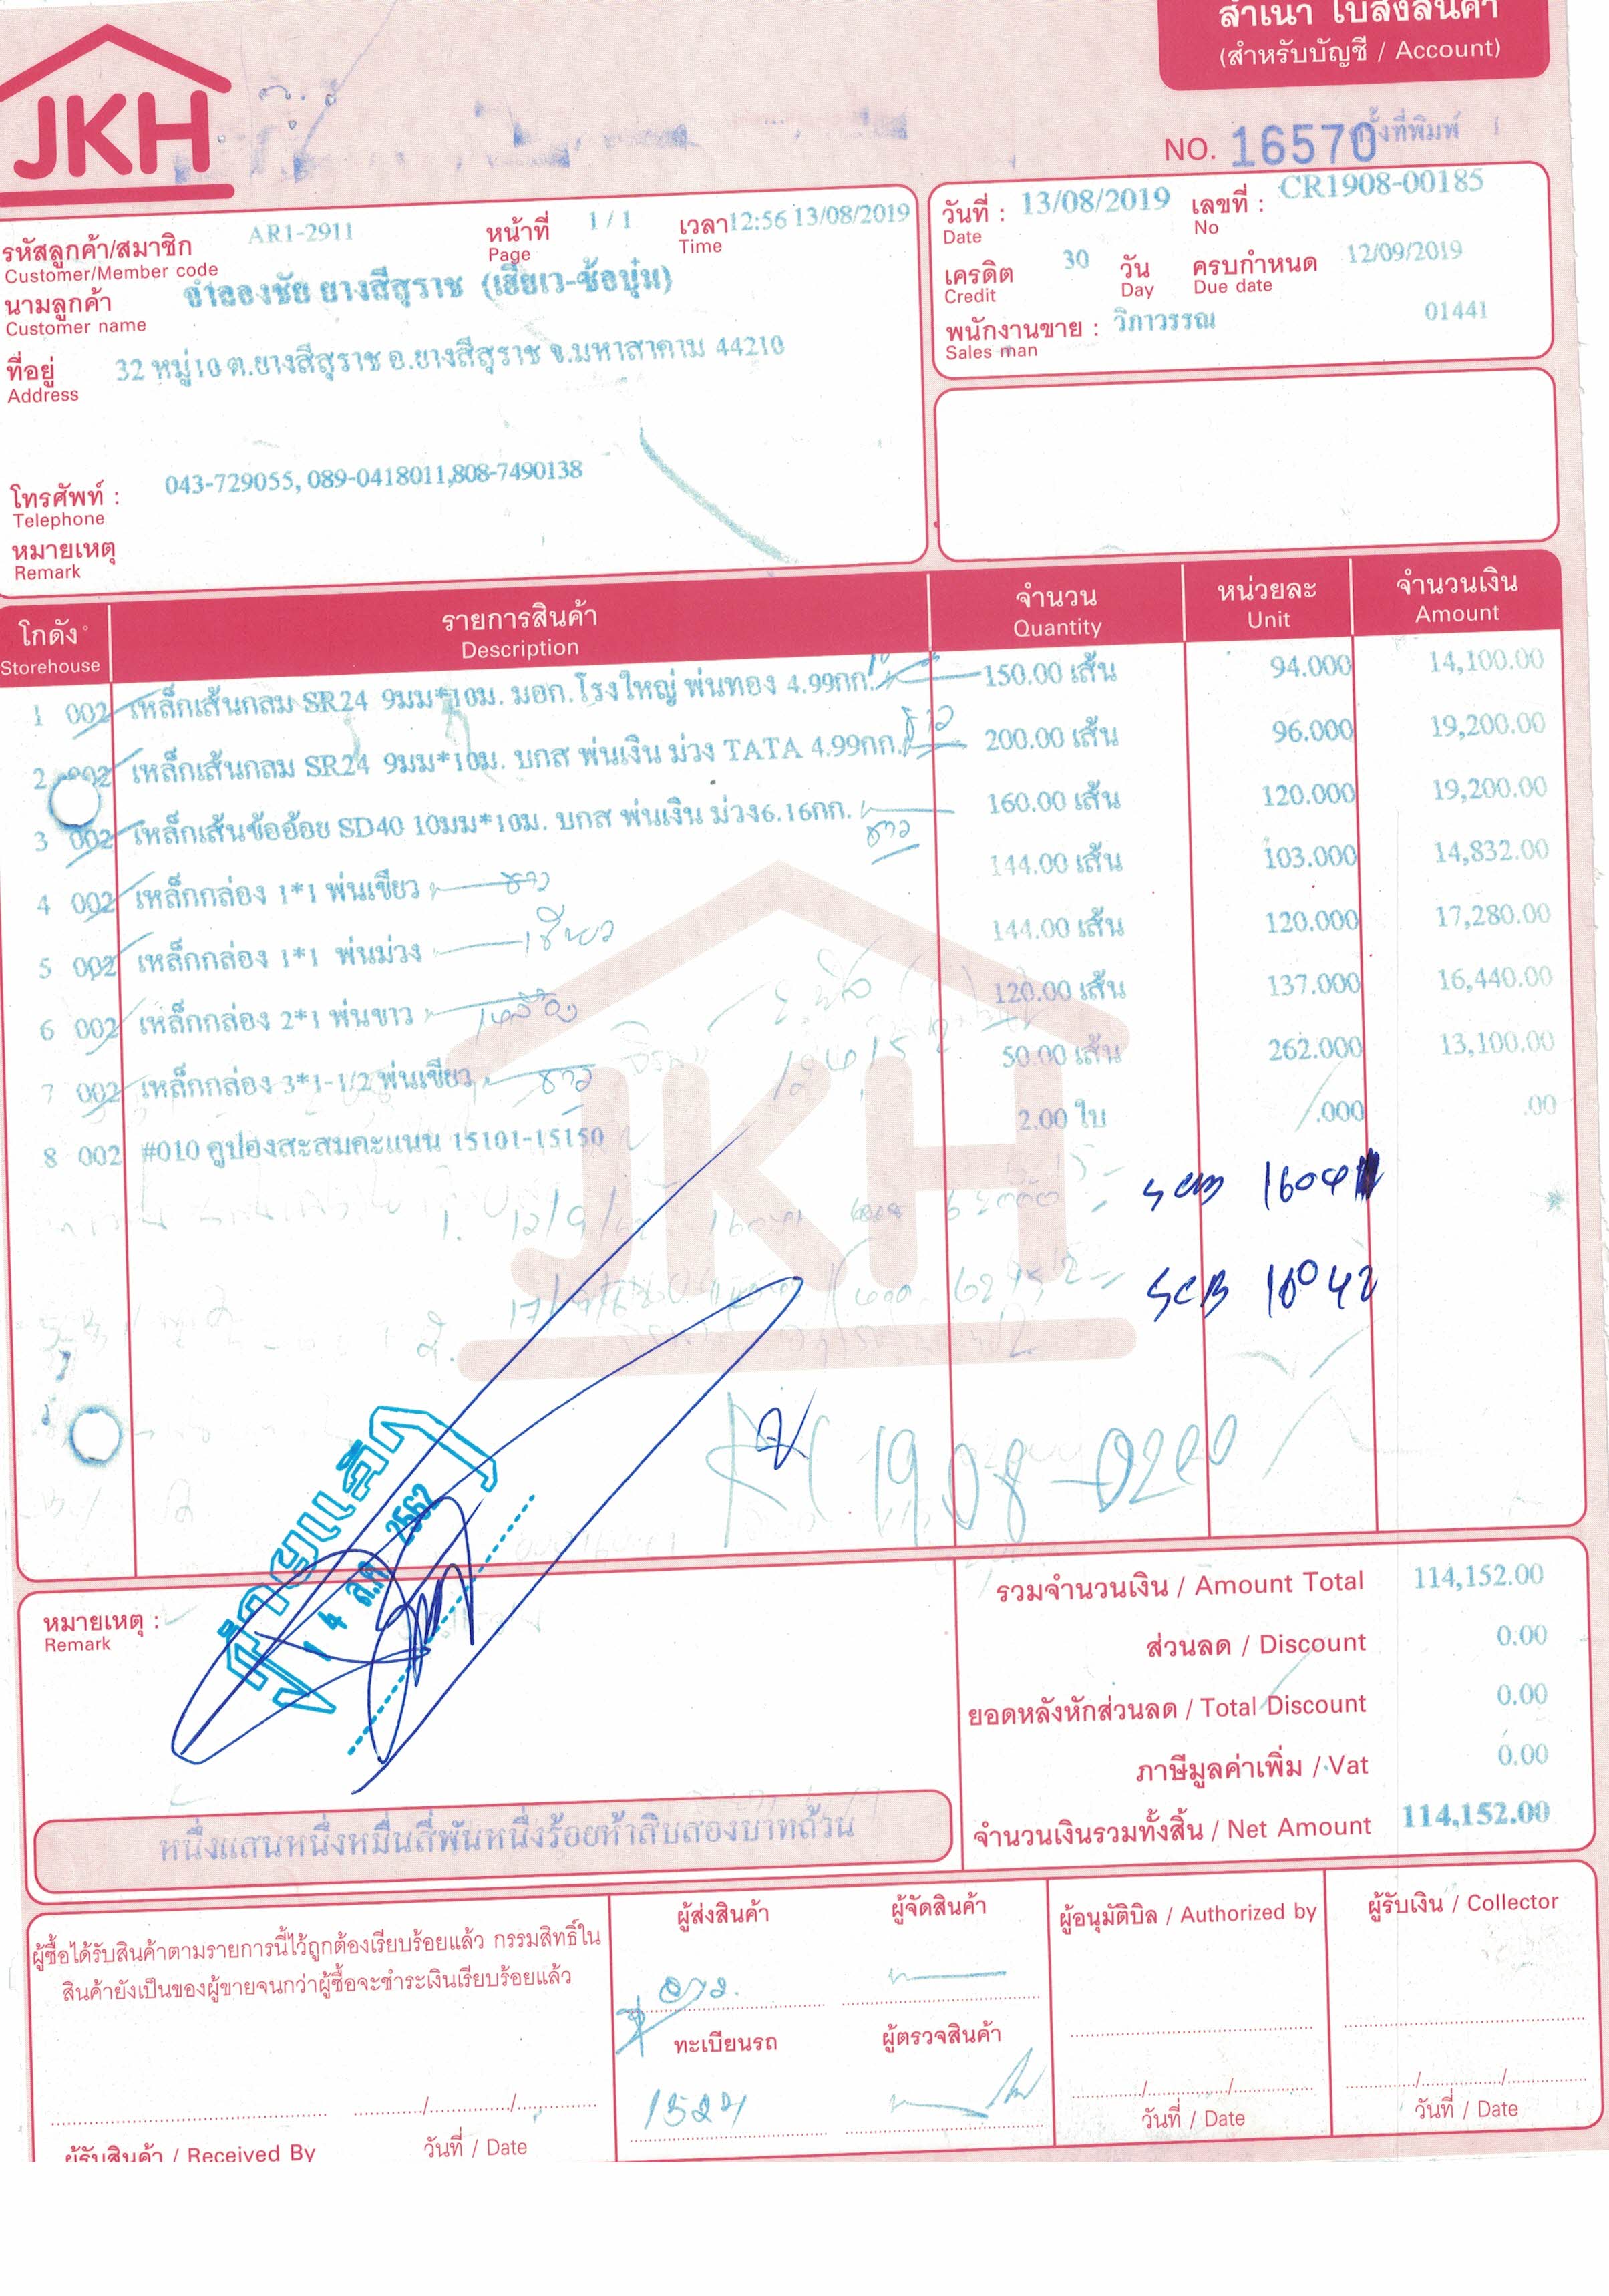 สำเนา ใบส่งสินค้า
(สำหรับบัญชี / Account)
JKH
NO. 16570 ครั้งที่พิมพ์ 1
รหัสลูกค้า/สมาชิก AR1-2911 หน้าที่ 1 / 1 เวลา 12:56 13/08/2019
Customer/Member code Page Time
นามลูกค้า จำลองชัย ยางสีสุราช (เฮียเว-ซ้อบุ๋ม)
Customer name
ที่อยู่ 32 หมู่10 ต.ยางสีสุราช อ.ยางสีสุราช จ.มหาสาคาม 44210
Address
โทรศัพท์ : 043-729055, 089-0418011,808-7490138
Telephone
หมายเหตุ
Remark
วันที่ : 13/08/2019 เลขที่ : CR1908-00185
Date No
เครดิต 30 วัน ครบกำหนด 12/09/2019
Credit Day Due date
พนักงานขาย : วิภาวรรณ 01441
Sales man
โกดัง รายการสินค้า จำนวน หน่วยละ จำนวนเงิน
Storehouse Description Quantity Unit Amount
1 002 เหล็กเส้นกลม SR24 9มม*10ม. มอก.โรงใหญ่ พ่นทอง 4.99กก. 150.00 เส้น 94.000 14,100.00
2 002 เหล็กเส้นกลม SR24 9มม*10ม. บกส พ่นเงิน ม่วง TATA 4.99กก. 200.00 เส้น 96.000 19,200.00
3 002 เหล็กเส้นข้ออ้อย SD40 10มม*10ม. บกส พ่นเงิน ม่วง6.16กก. 160.00 เส้น 120.000 19,200.00
ขาว
4 002 เหล็กกล่อง 1*1 พ่นเขียว ขาว 144.00 เส้น 103.000 14,832.00
5 002 เหล็กกล่อง 1*1 พ่นม่วง เขียว 144.00 เส้น 120.000 17,280.00
6 002 เหล็กกล่อง 2*1 พ่นขาว เหลือง 120.00 เส้น 137.000 16,440.00
7 002 เหล็กกล่อง 3*1-1/2 พ่นเขียว ขาว 50.00 เส้น 262.000 13,100.00
8 002 #010 คูปองสะสมคะแนน 15101-15150 2.00 ใบ .000 .00
SCB 1604
SCB 16042
JKH
1908-0200
14 ส.ค. 2562
รวมจำนวนเงิน / Amount Total 114,152.00
หมายเหตุ :
Remark
ส่วนลด / Discount 0.00
ยอดหลังหักส่วนลด / Total Discount 0.00
ภาษีมูลค่าเพิ่ม / Vat 0.00
หนึ่งแสนหนึ่งหมื่นสี่พันหนึ่งร้อยห้าสิบสองบาทถ้วน
จำนวนเงินรวมทั้งสิ้น / Net Amount 114,152.00
ผู้ซื้อได้รับสินค้าตามรายการนี้ไว้ถูกต้องเรียบร้อยแล้ว กรรมสิทธิ์ใน
สินค้ายังเป็นของผู้ขายจนกว่าผู้ซื้อจะชำระเงินเรียบร้อยแล้ว
ผู้รับสินค้า / Received By วันที่ / Date
ผู้ส่งสินค้า ผู้จัดสินค้า
ทะเบียนรถ ผู้ตรวจสินค้า
ผู้อนุมัติบิล / Authorized by
วันที่ / Date
ผู้รับเงิน / Collector
วันที่ / Date